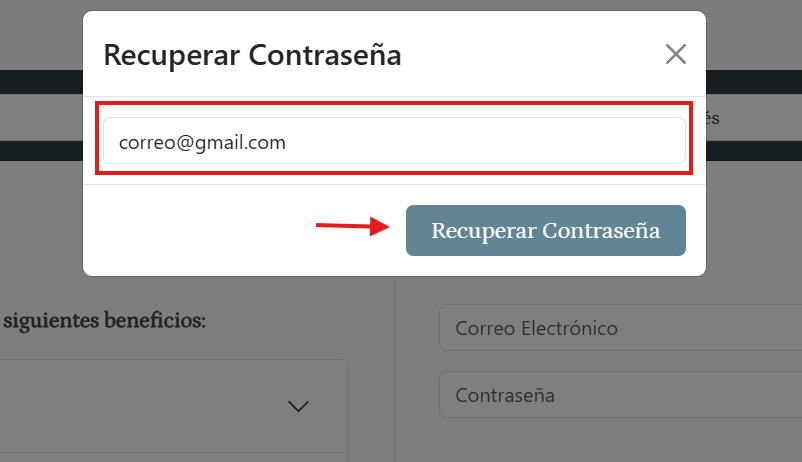 Recuperar Contraseña
correo@gmail.com
és
Recuperar Contraseña
siguientes beneficios:
Correo Electrónico
Contraseña